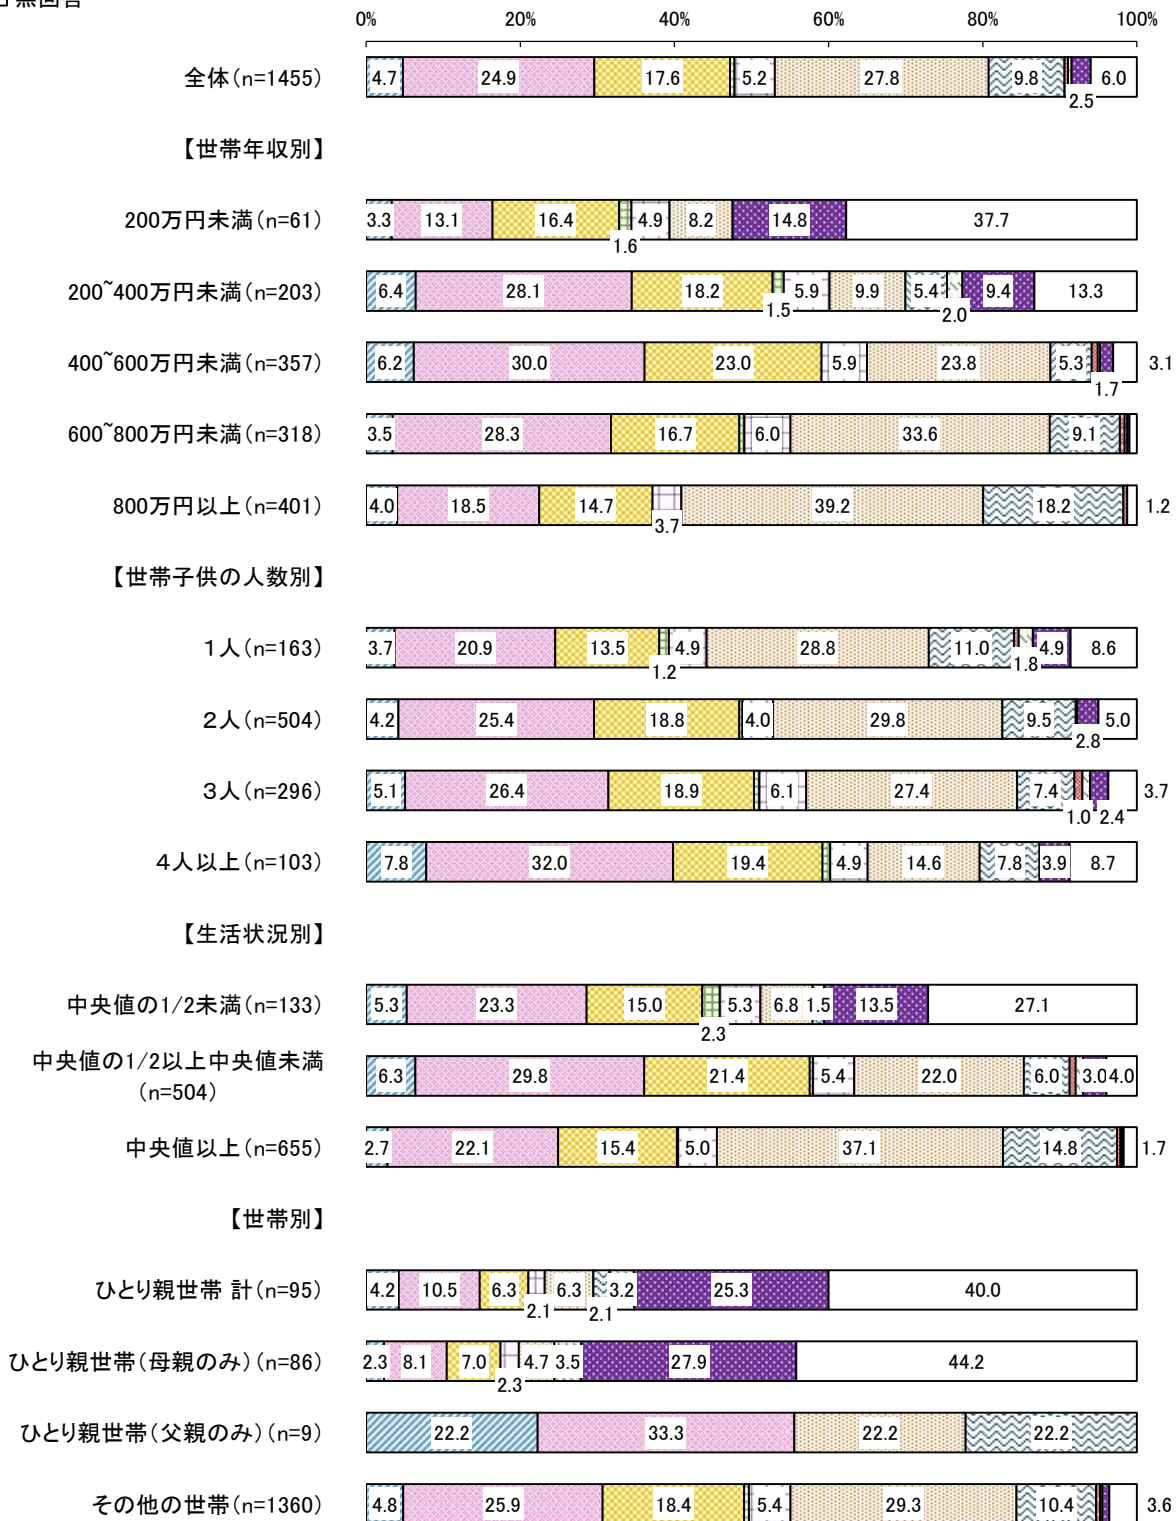 無回答
0% 20% 40% 60% 80% 100%
全体(n=1455) 4.7 24.9 17.6 5.2 27.8 9.8 2.5 6.0
【世帯年収別】
200万円未満(n=61) 3.3 13.1 16.4 1.6 4.9 8.2 14.8 37.7
200~400万円未満(n=203) 6.4 28.1 18.2 1.5 5.9 9.9 5.4 2.0 9.4 13.3
400~600万円未満(n=357) 6.2 30.0 23.0 5.9 23.8 5.3 1.7 3.1
600~800万円未満(n=318) 3.5 28.3 16.7 6.0 33.6 9.1
800万円以上(n=401) 4.0 18.5 14.7 3.7 39.2 18.2 1.2
【世帯子供の人数別】
1人(n=163) 3.7 20.9 13.5 1.2 4.9 28.8 11.0 1.8 4.9 8.6
2人(n=504) 4.2 25.4 18.8 4.0 29.8 9.5 2.8 5.0
3人(n=296) 5.1 26.4 18.9 6.1 27.4 7.4 1.0 2.4 3.7
4人以上(n=103) 7.8 32.0 19.4 4.9 14.6 7.8 3.9 8.7
【生活状況別】
中央値の1/2未満(n=133) 5.3 23.3 15.0 2.3 5.3 6.8 1.5 13.5 27.1
中央値の1/2以上中央値未満
(n=504) 6.3 29.8 21.4 5.4 22.0 6.0 3.0 4.0
中央値以上(n=655) 2.7 22.1 15.4 5.0 37.1 14.8 1.7
【世帯別】
ひとり親世帯 計(n=95) 4.2 10.5 6.3 2.1 6.3 2.1 3.2 25.3 40.0
ひとり親世帯(母親のみ)(n=86) 2.3 8.1 7.0 2.3 4.7 3.5 27.9 44.2
ひとり親世帯(父親のみ)(n=9) 22.2 33.3 22.2 22.2
その他の世帯(n=1360) 4.8 25.9 18.4 5.4 29.3 10.4 3.6